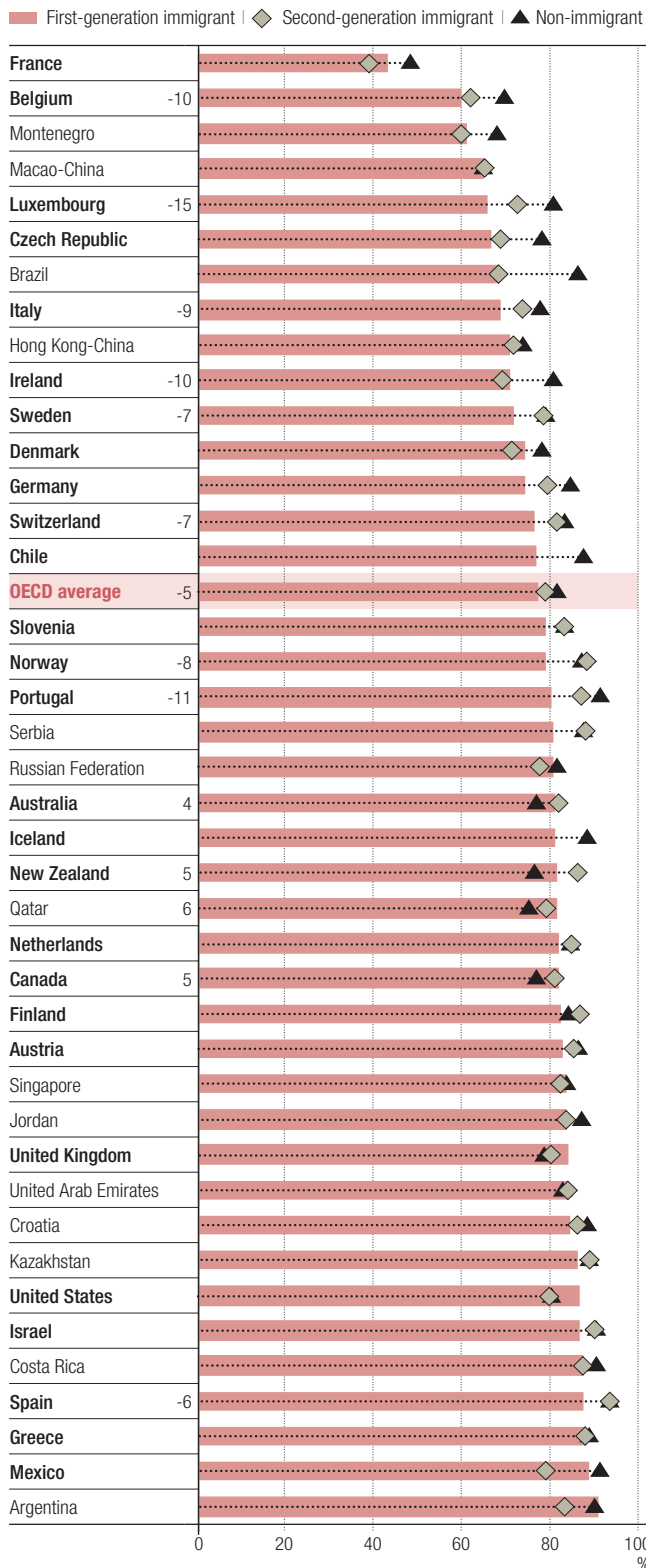 First-generation immigrant | Second-generation immigrant | Non-immigrant
France
Belgium -10
Montenegro
Macao-China
Luxembourg -15
Czech Republic
Brazil
Italy -9
Hong Kong-China
Ireland -10
Sweden -7
Denmark
Germany
Switzerland -7
Chile
OECD average -5
Slovenia
Norway -8
Portugal -11
Serbia
Russian Federation
Australia 4
Iceland
New Zealand 5
Qatar 6
Netherlands
Canada 5
Finland
Austria
Singapore
Jordan
United Kingdom
United Arab Emirates
Croatia
Kazakhstan
United States
Israel
Costa Rica
Spain -6
Greece
Mexico
Argentina
0 20 40 60 80 100
%